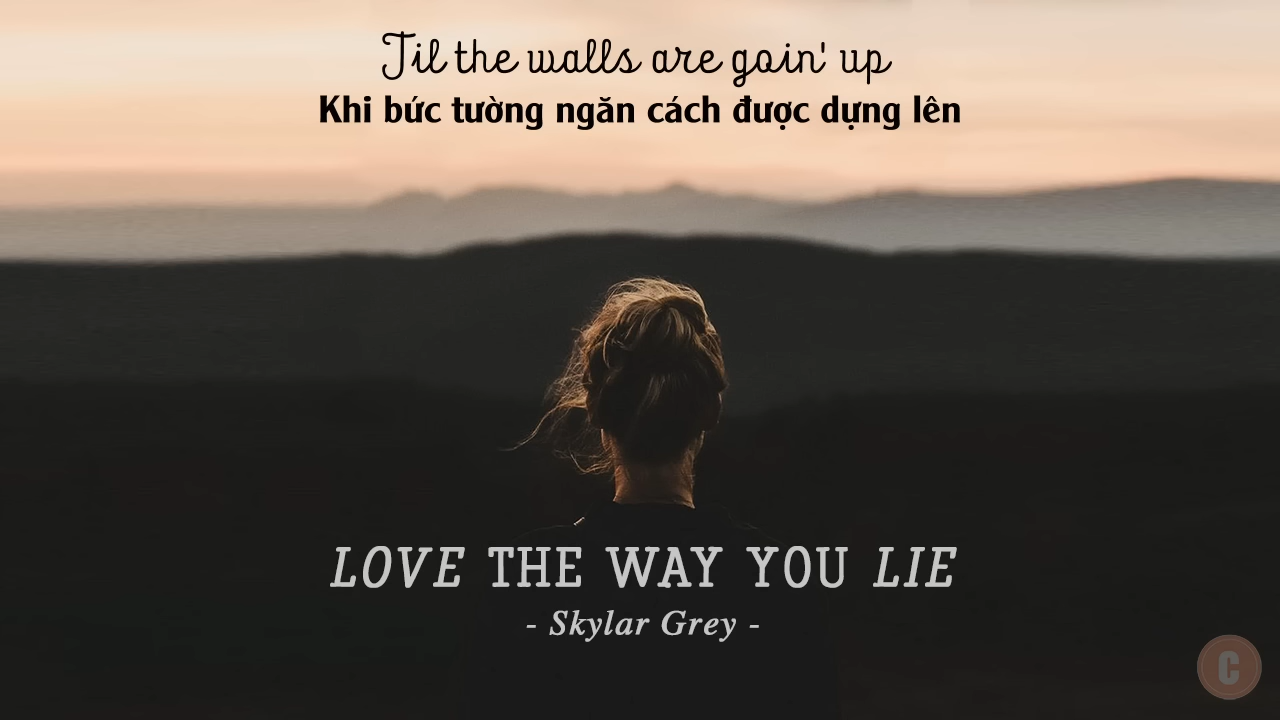 Til the walls are goin' up
Khi bức tường ngăn cách được dựng lên
LOVE THE WAY YOU LIE
- Skylar Grey -
C